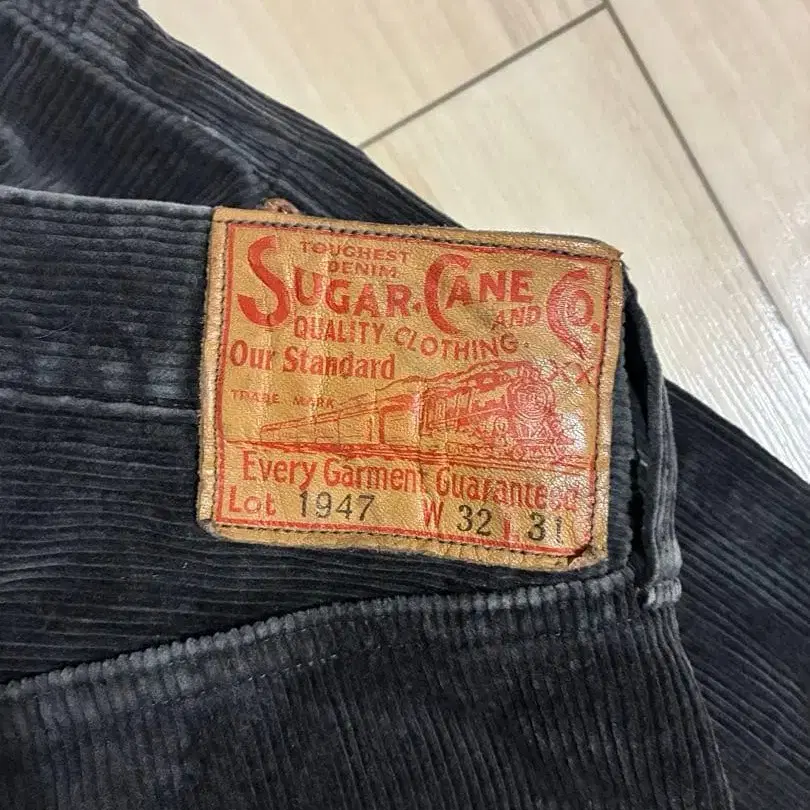 TOUGHEST
DENIM
SUGAR.CANE AND CO.
QUALITY CLOTHING.
Our Standard
XX
TRADE MARK
Every Garment Guaranteed
Lot 1947 W 32 L 31